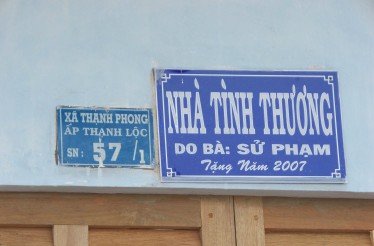 XÃ THẠNH PHONG
ẤP THẠNH LỘC
SN: 57/1
NHÀ TÌNH THƯƠNG
DO BÀ: SỬ PHẠM
Tặng Năm 2007